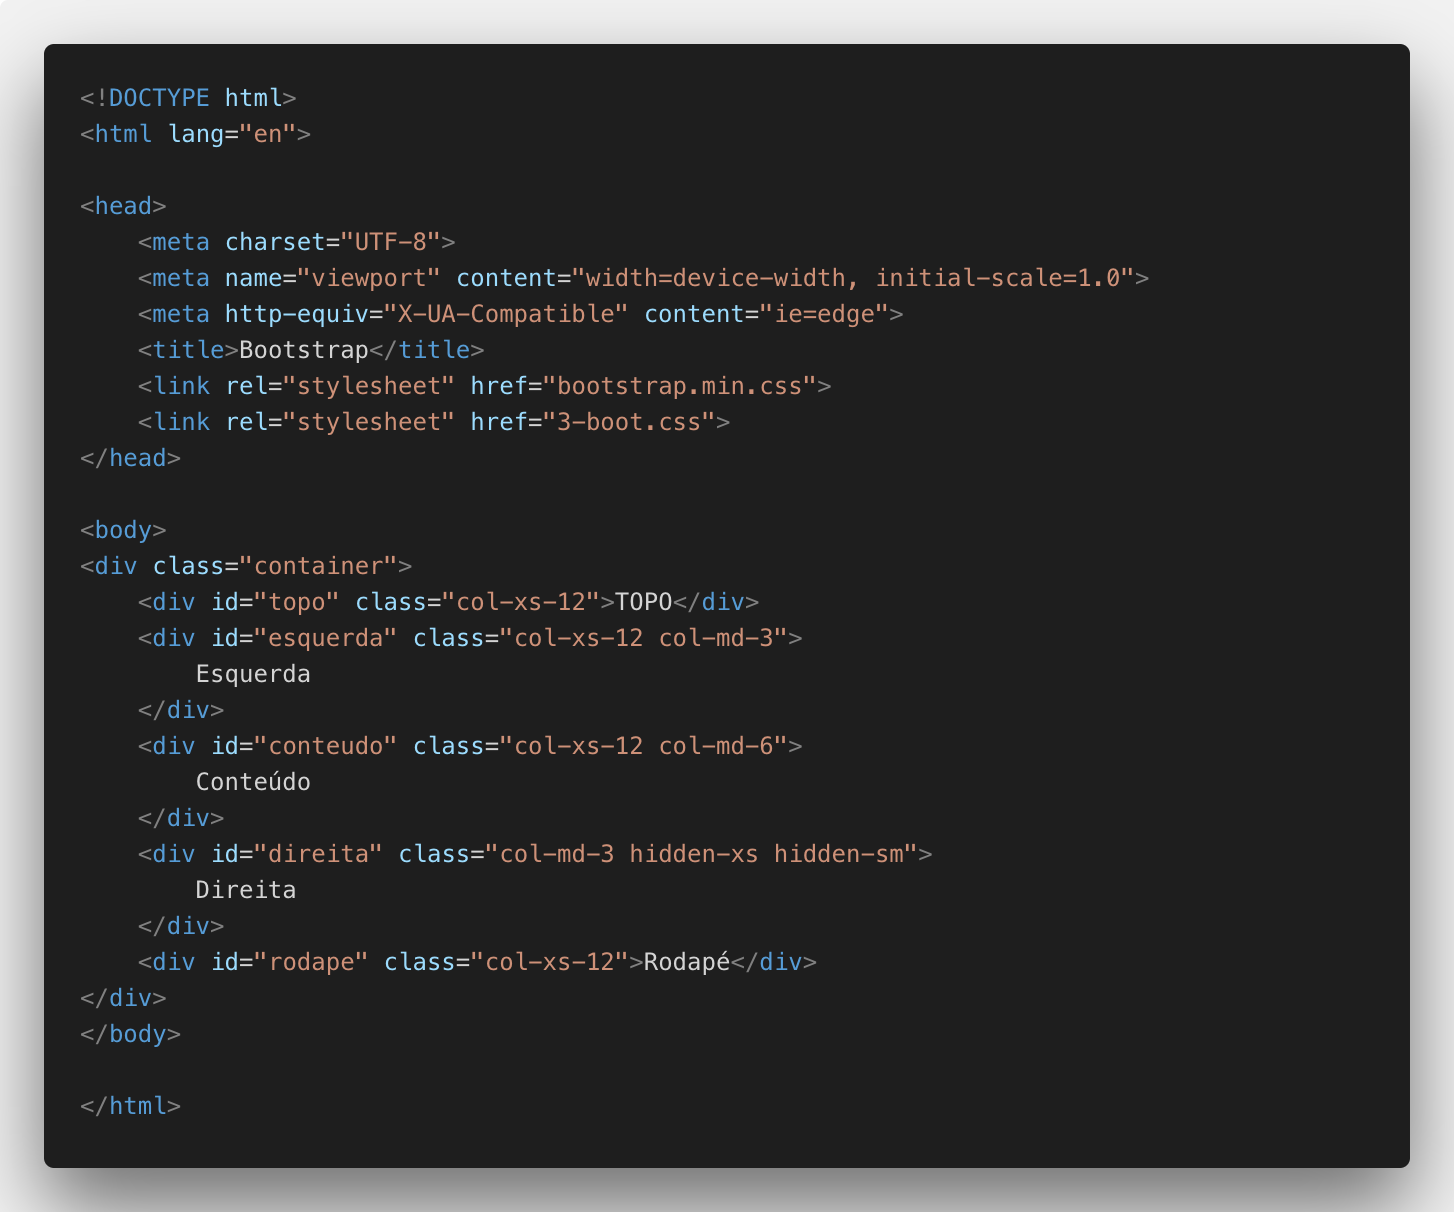 <!DOCTYPE html>
<html lang="en">

<head>
    <meta charset="UTF-8">
    <meta name="viewport" content="width=device-width, initial-scale=1.0">
    <meta http-equiv="X-UA-Compatible" content="ie=edge">
    <title>Bootstrap</title>
    <link rel="stylesheet" href="bootstrap.min.css">
    <link rel="stylesheet" href="3-boot.css">
</head>

<body>
<div class="container">
    <div id="topo" class="col-xs-12">TOPO</div>
    <div id="esquerda" class="col-xs-12 col-md-3">
        Esquerda
    </div>
    <div id="conteudo" class="col-xs-12 col-md-6">
        Conteúdo
    </div>
    <div id="direita" class="col-md-3 hidden-xs hidden-sm">
        Direita
    </div>
    <div id="rodape" class="col-xs-12">Rodapé</div>
</div>
</body>

</html>